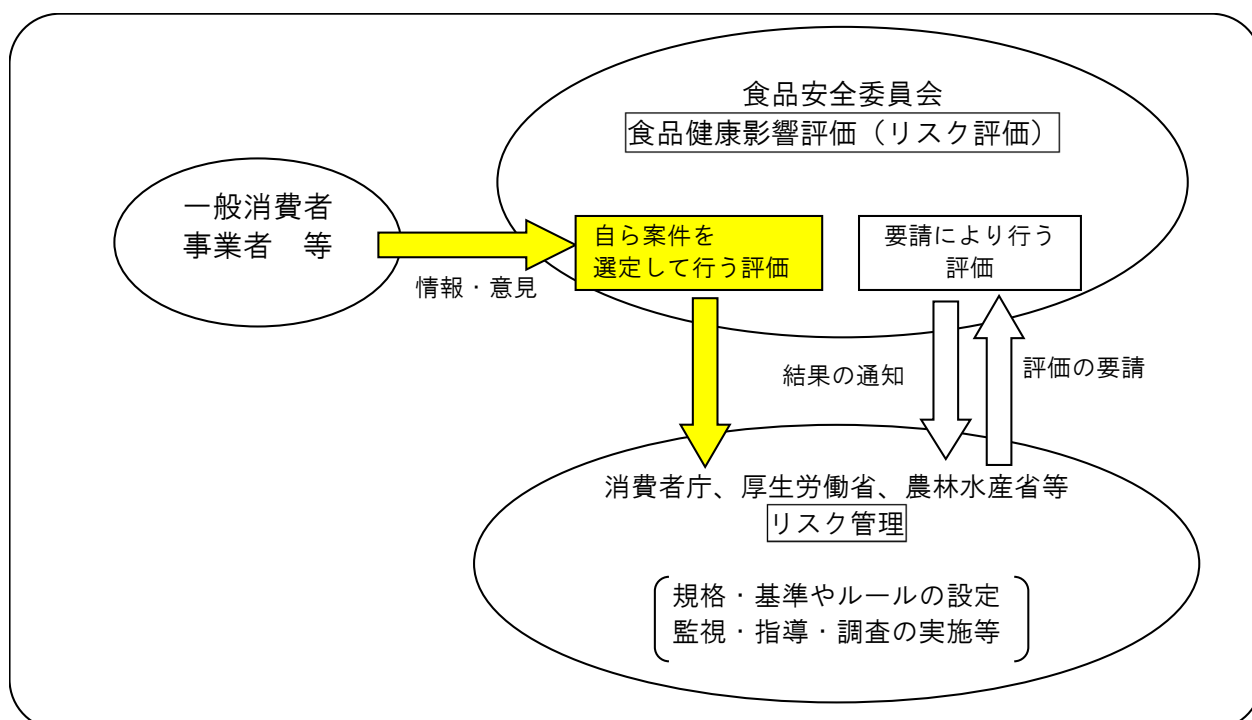 食品安全委員会
食品健康影響評価（リスク評価）
一般消費者
事業者　等
情報・意見
自ら案件を
選定して行う評価
要請により行う
評価
結果の通知
評価の要請
消費者庁、厚生労働省、農林水産省等
リスク管理
規格・基準やルールの設定
監視・指導・調査の実施等